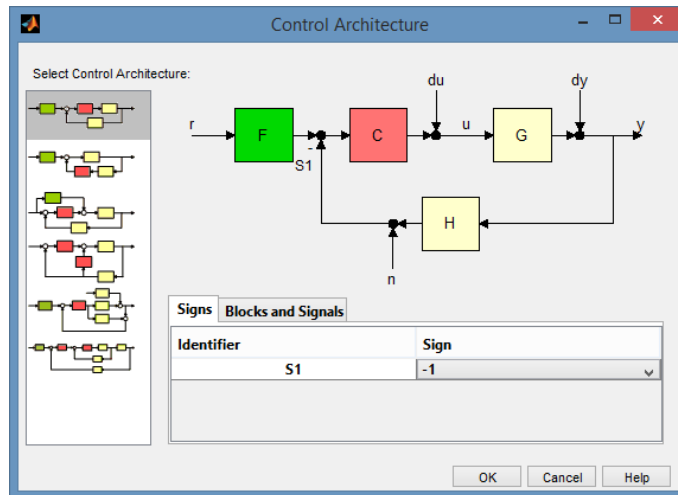 Control Architecture
Select Control Architecture:
du
dy
r
F
C
u
G
y
-
S1
H
n
Signs
Blocks and Signals
Identifier
Sign
S1
-1
OK
Cancel
Help